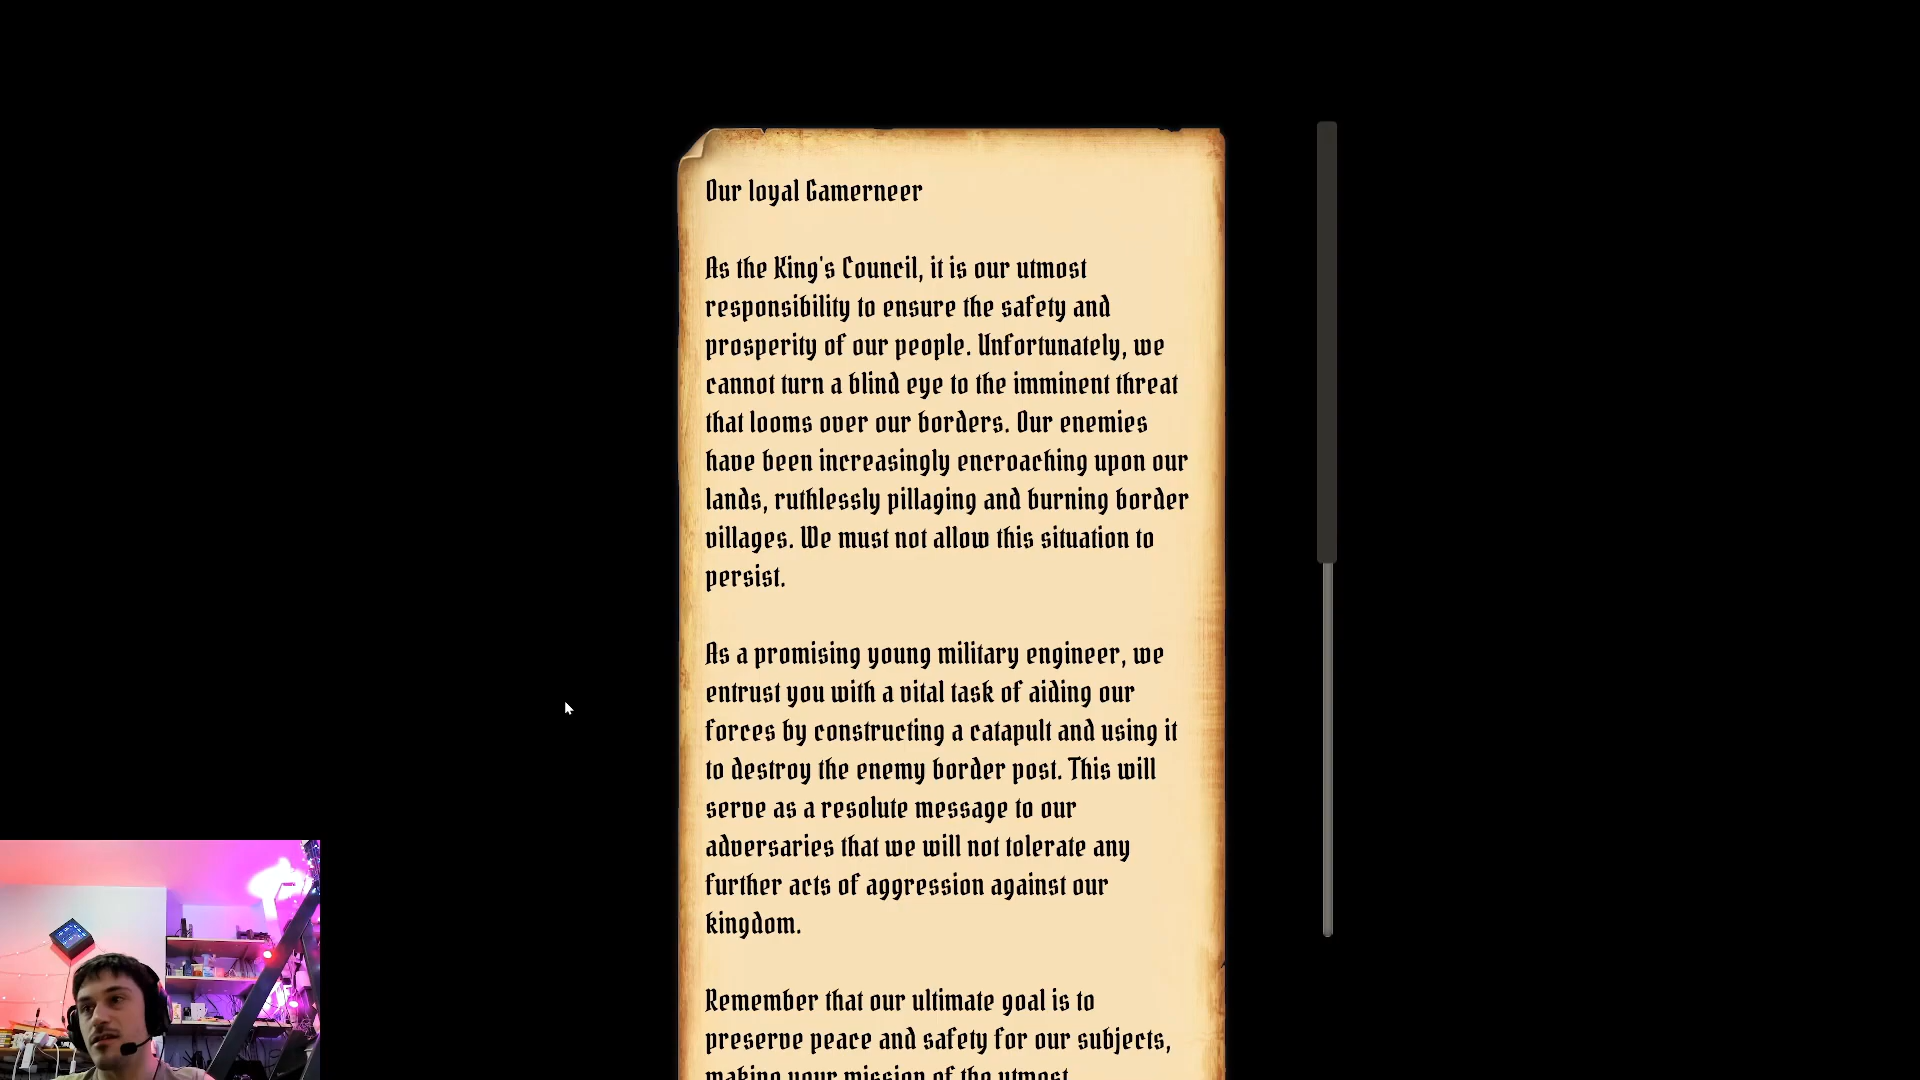 Our loyal Gamerneer
As the King's Council, it is our utmost
responsibility to ensure the safety and
prosperity of our people. Unfortunately, we
cannot turn a blind eye to the imminent threat
that looms over our borders. Our enemies
have been increasingly encroaching upon our
lands, ruthlessly pillaging and burning border
villages. We must not allow this situation to
persist.
As a promising young military engineer, we
entrust you with a vital task of aiding our
forces by constructing a catapult and using it
to destroy the enemy border post. This will
serve as a resolute message to our
adversaries that we will not tolerate any
further acts of aggression against our
kingdom.
Remember that our ultimate goal is to
preserve peace and safety for our subjects,
making your mission of the utmost